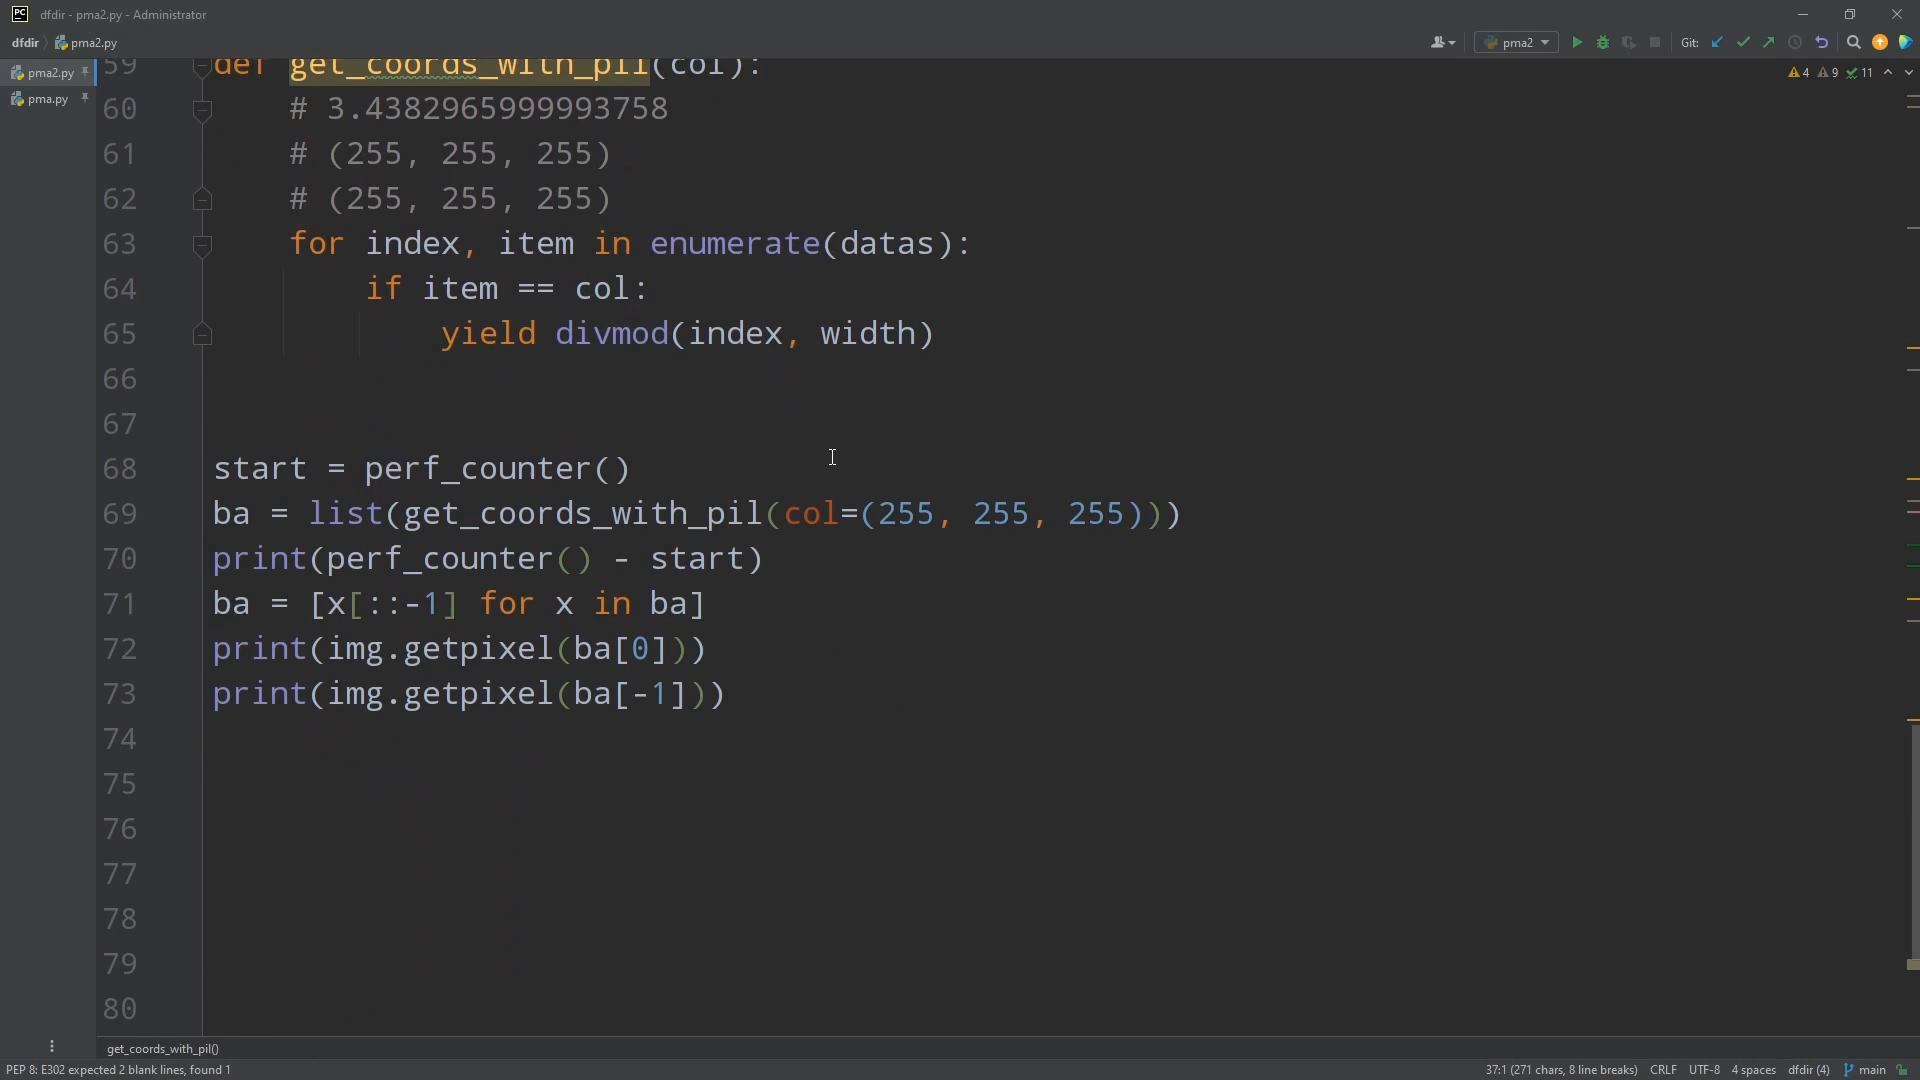 dfdir - pma2.py - Administrator
dfdir pma2.py
pma2 Git:
pma2.py
pma.py
4 9 11
59 def get_coords_with_pil(col):
60 # 3.4382965999993758
61 # (255, 255, 255)
62 # (255, 255, 255)
63 for index, item in enumerate(datas):
64 if item == col:
65 yield divmod(index, width)
66
67
68 start = perf_counter()
69 ba = list(get_coords_with_pil(col=(255, 255, 255)))
70 print(perf_counter() - start)
71 ba = [x[::-1] for x in ba]
72 print(img.getpixel(ba[0]))
73 print(img.getpixel(ba[-1]))
74
75
76
77
78
79
80
get_coords_with_pil()
PEP 8: E302 expected 2 blank lines, found 1 37:1 (271 chars, 8 line breaks) CRLF UTF-8 4 spaces dfdir (4) main